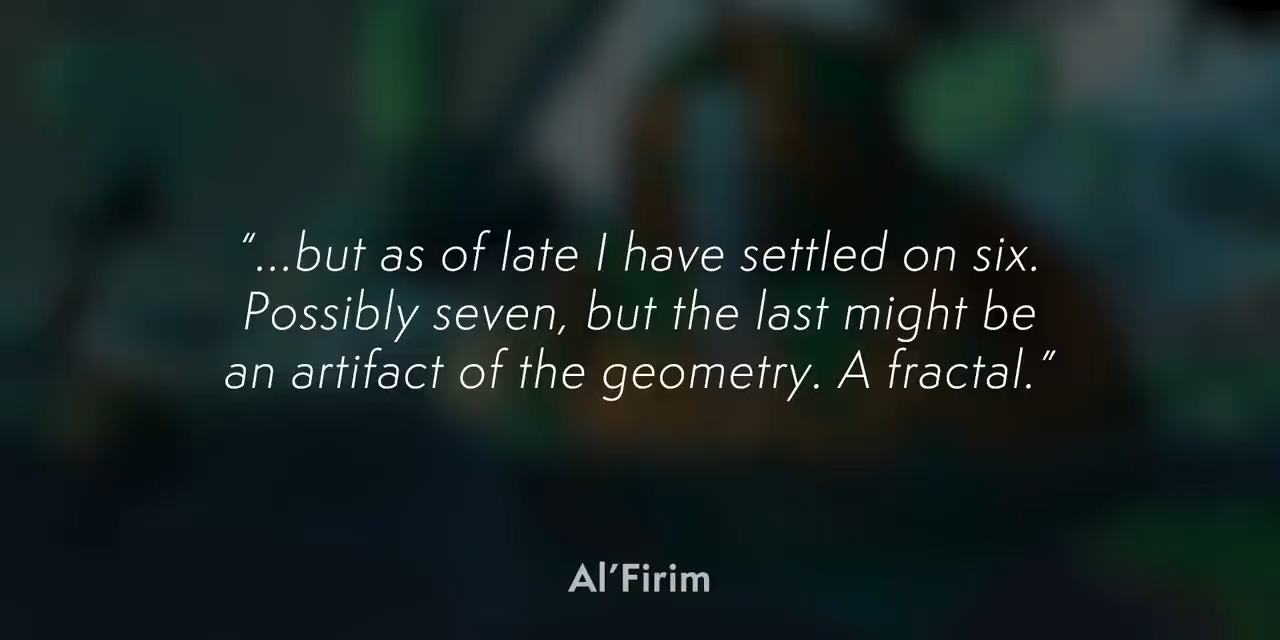 “...but as of late I have settled on six.
Possibly seven, but the last might be
an artifact of the geometry. A fractal.”
Al’Firim